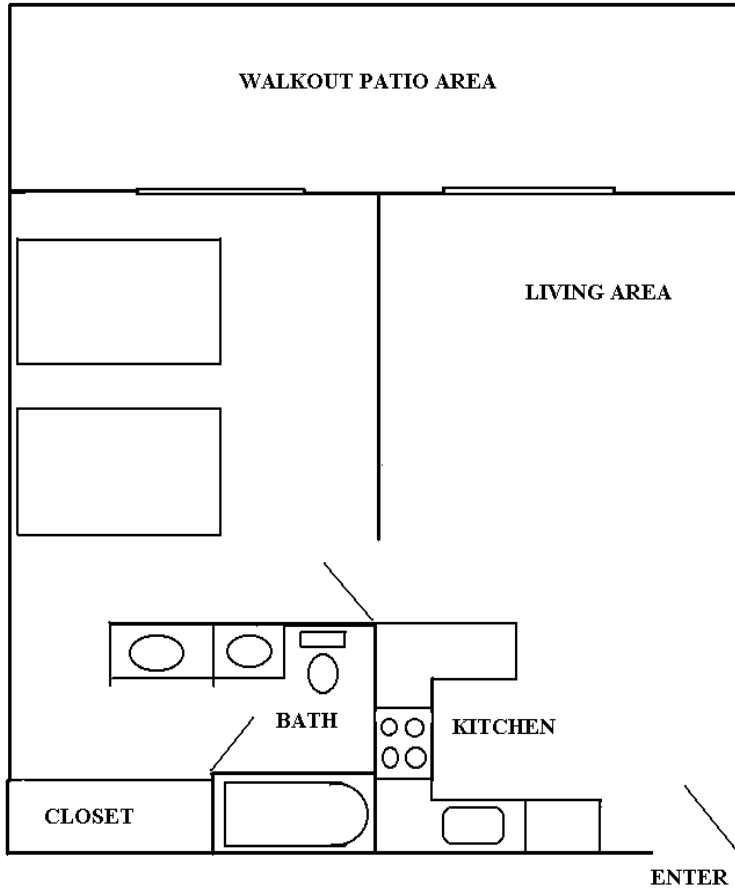 WALKOUT PATIO AREA
LIVING AREA
BATH
KITCHEN
CLOSET
ENTER